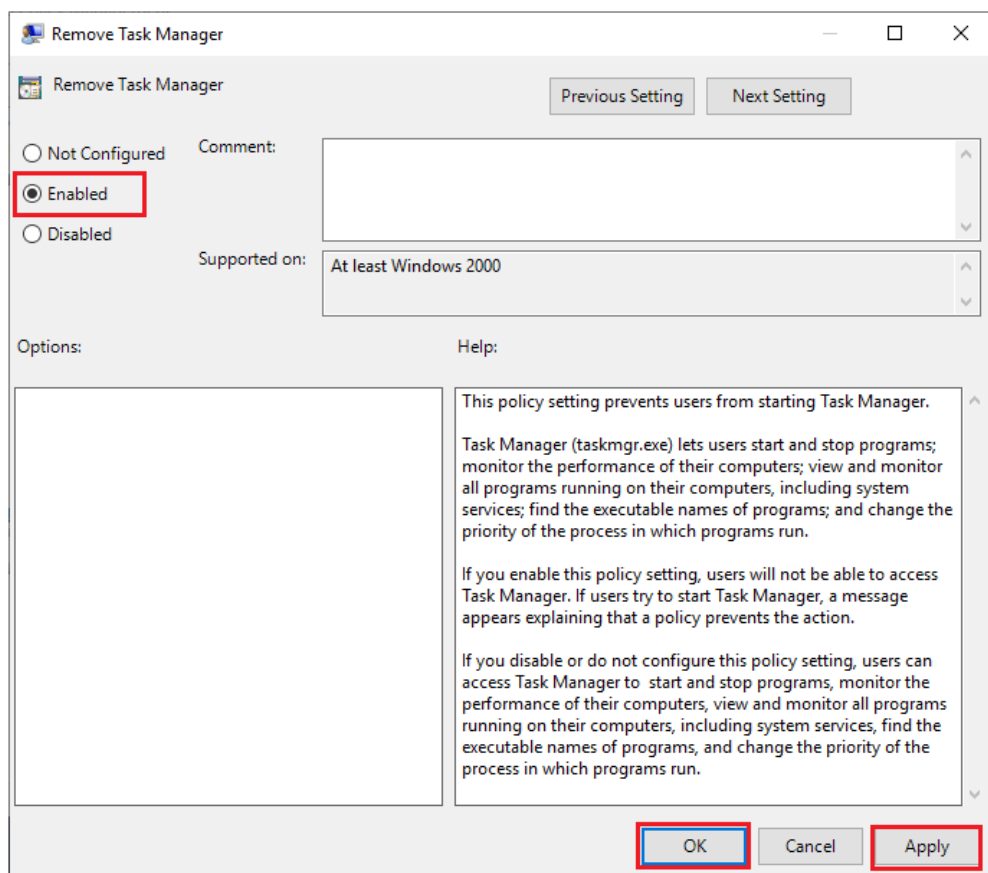 Remove Task Manager
Remove Task Manager
Previous Setting
Next Setting
Not Configured
Comment:
Enabled
Disabled
Supported on:
At least Windows 2000
Options:
Help:
This policy setting prevents users from starting Task Manager.
Task Manager (taskmgr.exe) lets users start and stop programs;
monitor the performance of their computers; view and monitor
all programs running on their computers, including system
services; find the executable names of programs; and change the
priority of the process in which programs run.
If you enable this policy setting, users will not be able to access
Task Manager. If users try to start Task Manager, a message
appears explaining that a policy prevents the action.
If you disable or do not configure this policy setting, users can
access Task Manager to  start and stop programs, monitor the
performance of their computers, view and monitor all programs
running on their computers, including system services, find the
executable names of programs, and change the priority of the
process in which programs run.
OK
Cancel
Apply